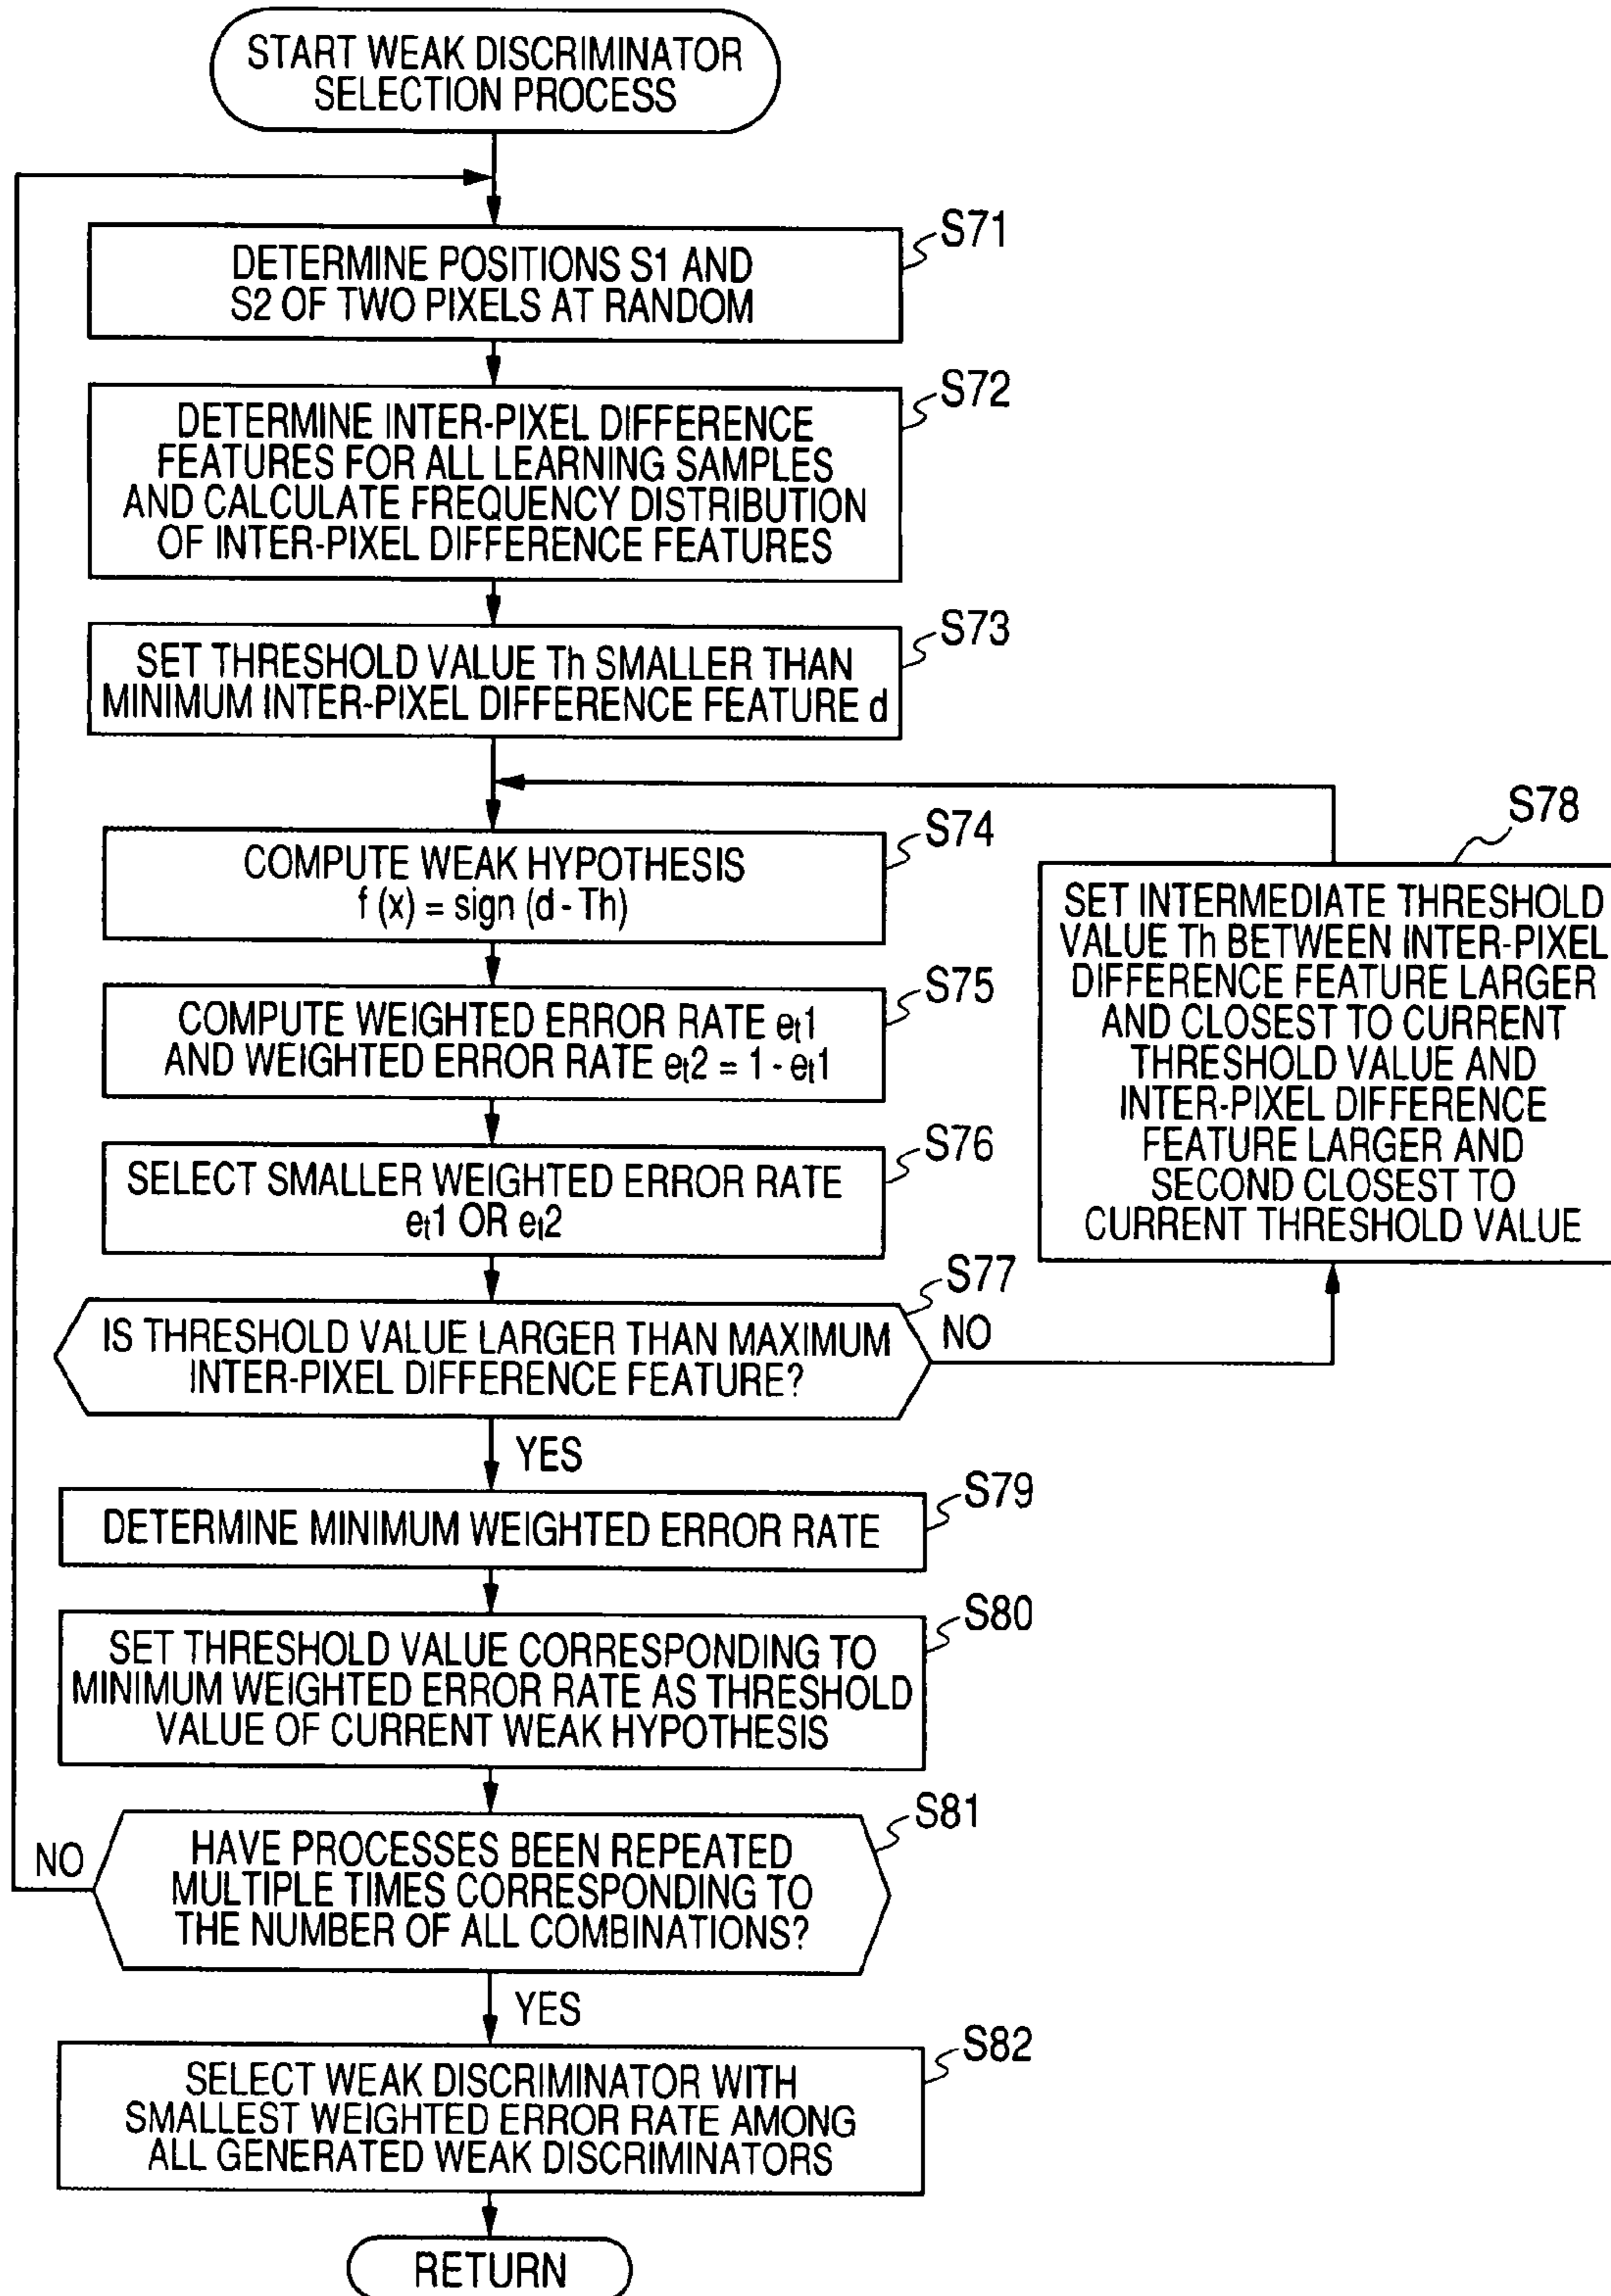 START WEAK DISCRIMINATOR
SELECTION PROCESS
S71
DETERMINE POSITIONS S1 AND
S2 OF TWO PIXELS AT RANDOM
S72
DETERMINE INTER-PIXEL DIFFERENCE
FEATURES FOR ALL LEARNING SAMPLES
AND CALCULATE FREQUENCY DISTRIBUTION
OF INTER-PIXEL DIFFERENCE FEATURES
S73
SET THRESHOLD VALUE Th SMALLER THAN
MINIMUM INTER-PIXEL DIFFERENCE FEATURE d
S74
COMPUTE WEAK HYPOTHESIS
f (x) = sign (d - Th)
S75
COMPUTE WEIGHTED ERROR RATE et1
AND WEIGHTED ERROR RATE et2 = 1 - et1
S76
SELECT SMALLER WEIGHTED ERROR RATE
et1 OR et2
S77
IS THRESHOLD VALUE LARGER THAN MAXIMUM
INTER-PIXEL DIFFERENCE FEATURE?
NO
S78
SET INTERMEDIATE THRESHOLD
VALUE Th BETWEEN INTER-PIXEL
DIFFERENCE FEATURE LARGER
AND CLOSEST TO CURRENT
THRESHOLD VALUE AND
INTER-PIXEL DIFFERENCE
FEATURE LARGER AND
SECOND CLOSEST TO
CURRENT THRESHOLD VALUE
YES
S79
DETERMINE MINIMUM WEIGHTED ERROR RATE
S80
SET THRESHOLD VALUE CORRESPONDING TO
MINIMUM WEIGHTED ERROR RATE AS THRESHOLD
VALUE OF CURRENT WEAK HYPOTHESIS
S81
NO
HAVE PROCESSES BEEN REPEATED
MULTIPLE TIMES CORRESPONDING TO
THE NUMBER OF ALL COMBINATIONS?
YES
S82
SELECT WEAK DISCRIMINATOR WITH
SMALLEST WEIGHTED ERROR RATE AMONG
ALL GENERATED WEAK DISCRIMINATORS
RETURN